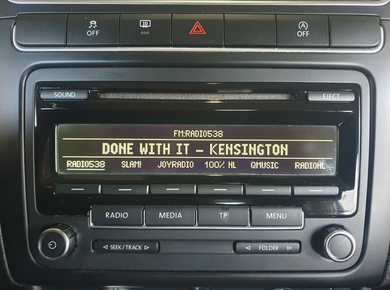 OFF OFF
SOUND EJECT
FM:RADIO538
DONE WITH IT – KENSINGTON
RADIO538 SLAM! JOYRADIO 100% NL QMUSIC RADIONL
RADIO MEDIA TP MENU
SEEK / TRACK FOLDER